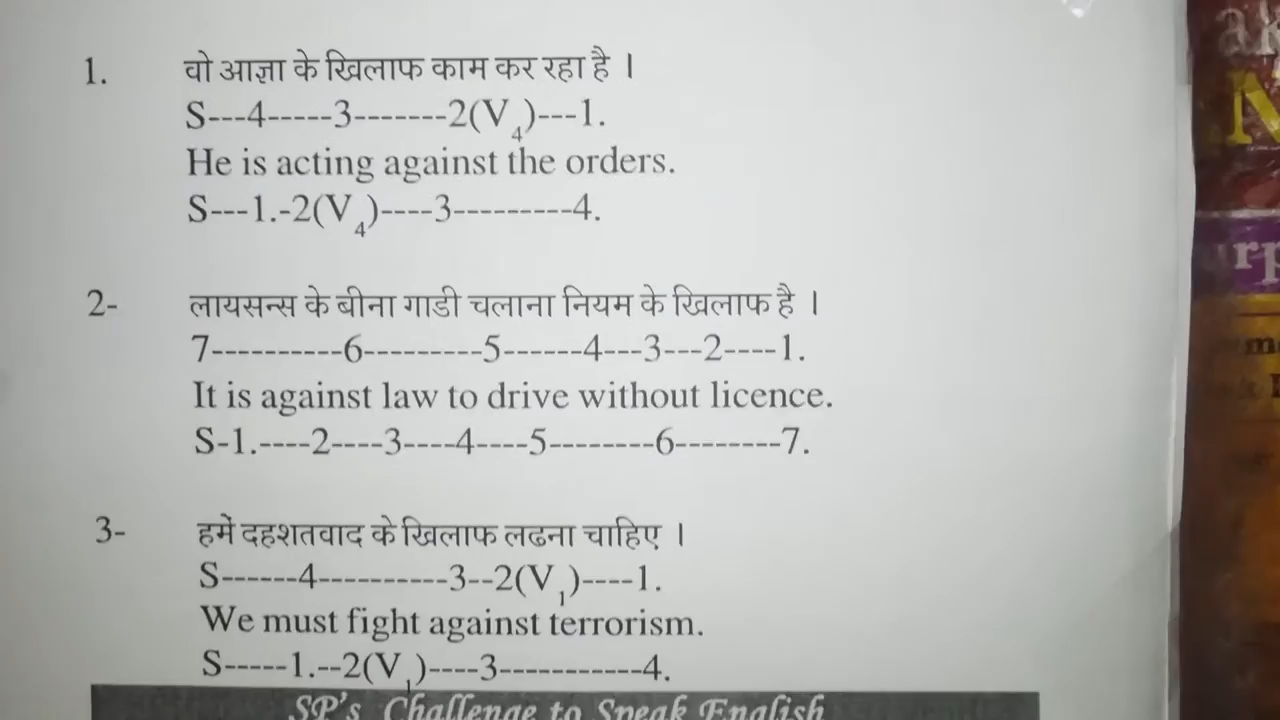 1. वो आज्ञा के खिलाफ काम कर रहा है ।
S---4-----3-------2(V4)---1.
He is acting against the orders.
S---1.-2(V4)----3---------4.
2- लायसन्स के बीना गाडी चलाना नियम के खिलाफ है ।
7----------6---------5------4---3---2----1.
It is against law to drive without licence.
S-1.----2----3----4----5--------6--------7.
3- हमें दहशतवाद के खिलाफ लढना चाहिए ।
S------4----------3--2(V1)----1.
We must fight against terrorism.
S-----1.--2(V1)----3-----------4.
SP's Challenge to Speak English